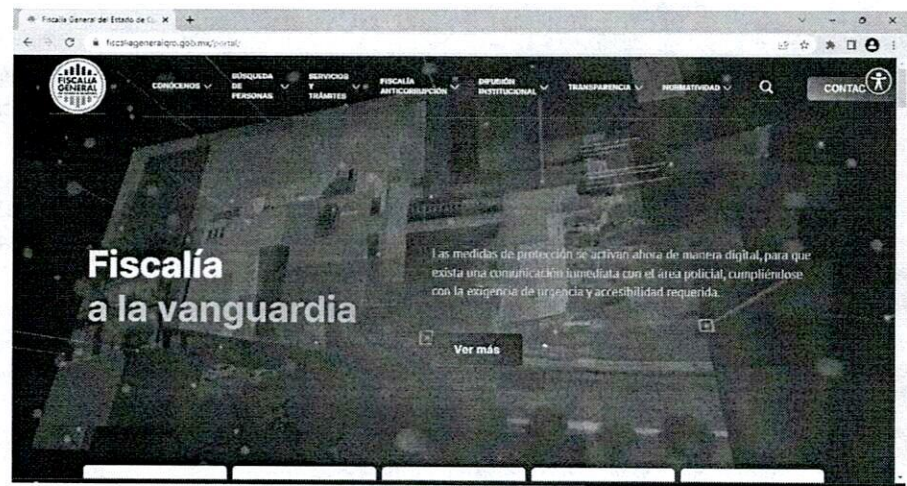 Fiscalía General del Estado de
fiscaliageneralqro.gob.mx/portal/
FISCALÍA
GENERAL
CONÓCENOS
BÚSQUEDA
DE
PERSONAS
SERVICIOS
Y
TRÁMITES
FISCALÍA
ANTICORRUPCIÓN
DIFUSIÓN
INSTITUCIONAL
TRANSPARENCIA
NORMATIVIDAD
CONTAC
Fiscalía
a la vanguardia
Las medidas de protección se activan ahora de manera digital, para que
exista una comunicación inmediata con el área policial, cumpliéndose
con la exigencia de urgencia y accesibilidad requerida.
Ver más